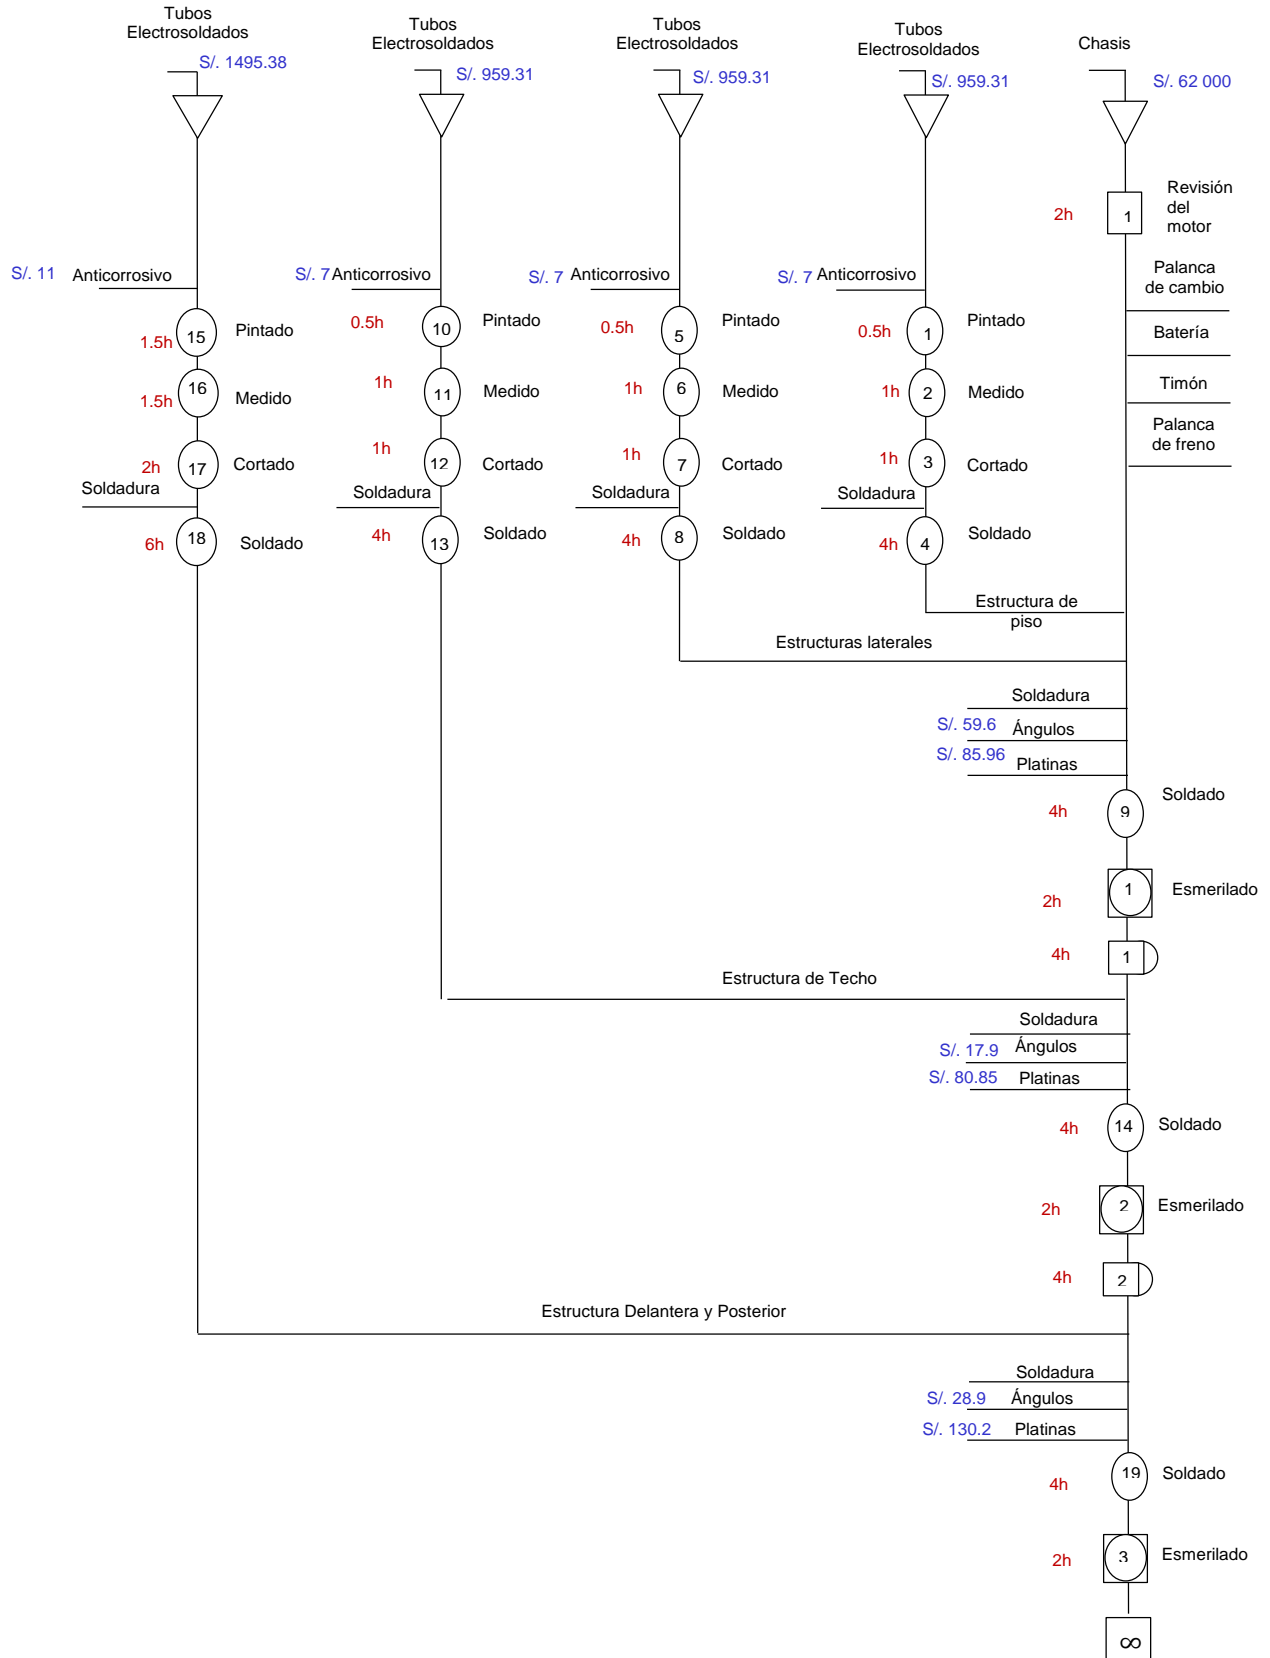 Tubos
Electrosoldados
Tubos
Electrosoldados
Tubos
Electrosoldados
Tubos
Electrosoldados
Chasis
S/. 1495.38
S/. 959.31
S/. 959.31
S/. 959.31
S/. 62 000
2h
1
Revisión
del
motor
S/. 11
Anticorrosivo
S/. 7
Anticorrosivo
S/. 7
Anticorrosivo
S/. 7
Anticorrosivo
Palanca
de cambio
1.5h
15
Pintado
0.5h
10
Pintado
0.5h
5
Pintado
0.5h
1
Pintado
Batería
1.5h
16
Medido
1h
11
Medido
1h
6
Medido
1h
2
Medido
Timón
2h
17
Cortado
1h
12
Cortado
1h
7
Cortado
1h
3
Cortado
Palanca
de freno
Soldadura
Soldadura
Soldadura
Soldadura
6h
18
Soldado
4h
13
Soldado
4h
8
Soldado
4h
4
Soldado
Estructura de
piso
Estructuras laterales
Soldadura
S/. 59.6
Ángulos
S/. 85.96
Platinas
4h
9
Soldado
2h
1
Esmerilado
4h
1
Estructura de Techo
Soldadura
S/. 17.9
Ángulos
S/. 80.85
Platinas
4h
14
Soldado
2h
2
Esmerilado
4h
2
Estructura Delantera y Posterior
Soldadura
S/. 28.9
Ángulos
S/. 130.2
Platinas
4h
19
Soldado
2h
3
Esmerilado
∞